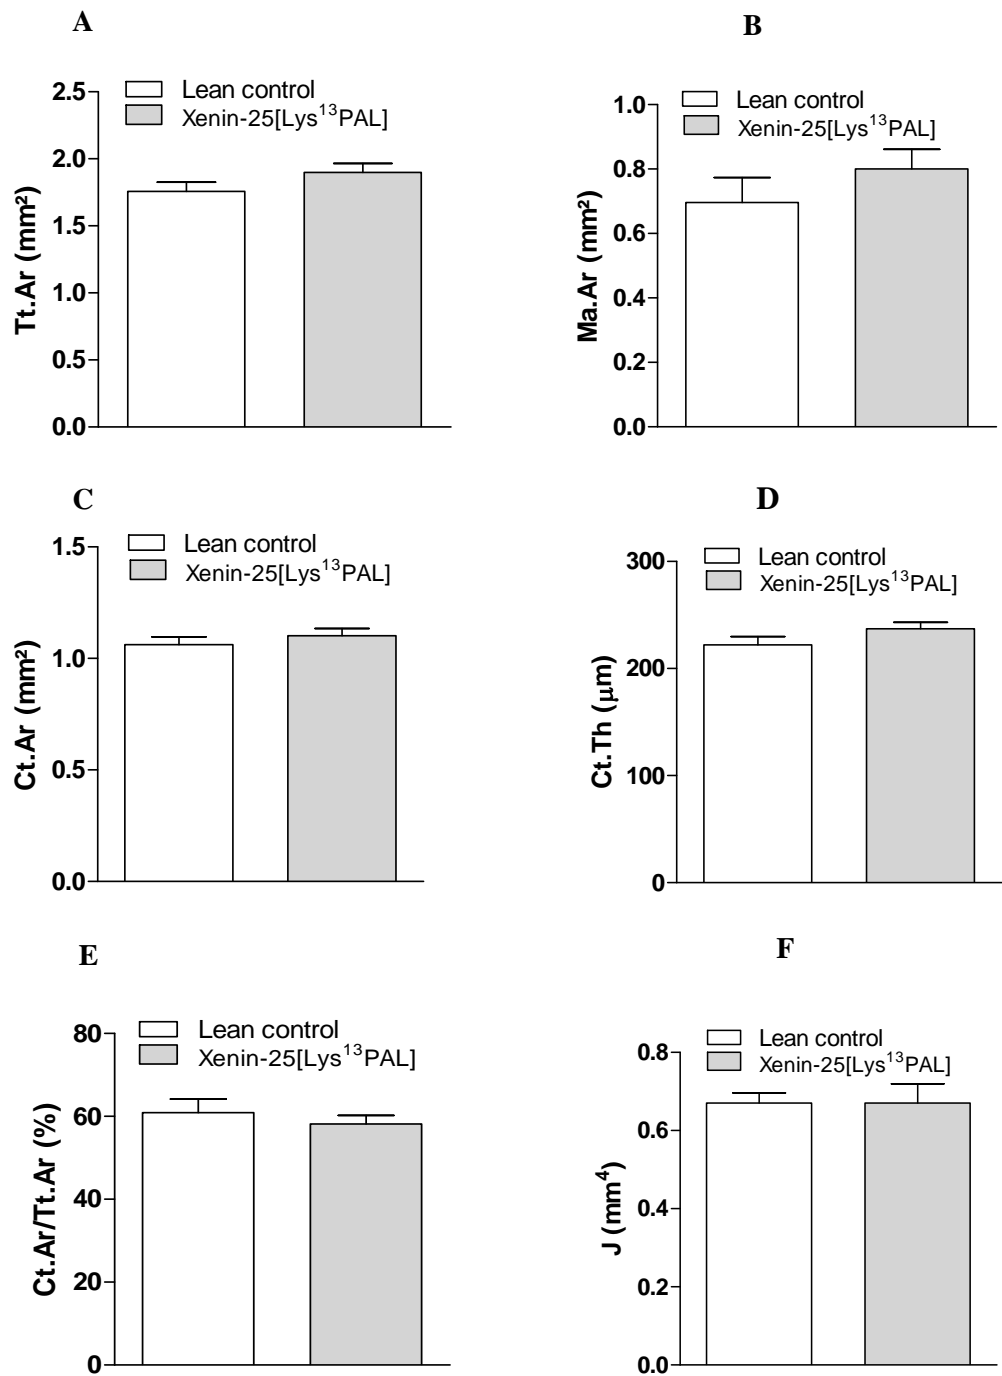 A
Lean control
Xenin-25[Lys¹³PAL]
2.5
2.0
1.5
1.0
0.5
0.0
Tt.Ar (mm²)
B
Lean control
Xenin-25[Lys¹³PAL]
1.0
0.8
0.6
0.4
0.2
0.0
Ma.Ar (mm²)
C
Lean control
Xenin-25[Lys¹³PAL]
1.5
1.0
0.5
0.0
Ct.Ar (mm²)
D
Lean control
Xenin-25[Lys¹³PAL]
300
200
100
0
Ct.Th (μm)
E
Lean control
Xenin-25[Lys¹³PAL]
80
60
40
20
0
Ct.Ar/Tt.Ar (%)
F
Lean control
Xenin-25[Lys¹³PAL]
0.8
0.6
0.4
0.2
0.0
J (mm⁴)